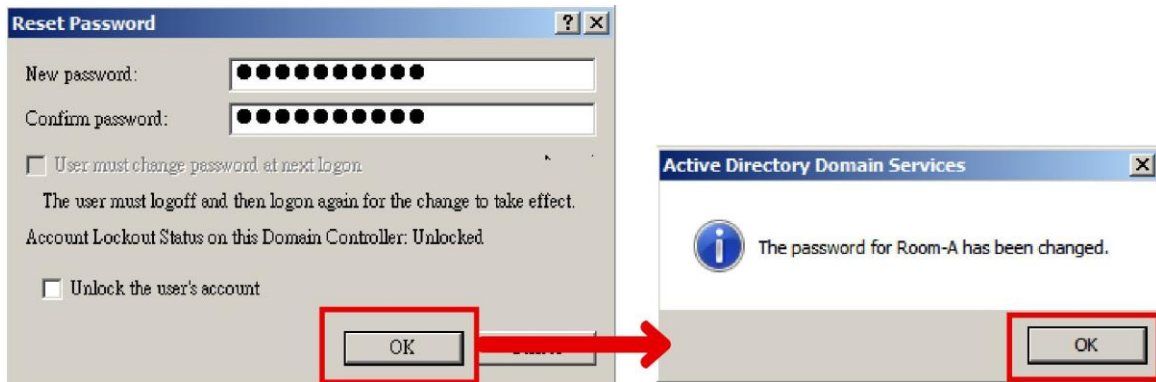 Reset Password
New password:
Confirm password:
User must change password at next logon
The user must logoff and then logon again for the change to take effect.
Account Lockout Status on this Domain Controller: Unlocked
Unlock the user's account
OK
Active Directory Domain Services
The password for Room-A has been changed.
OK